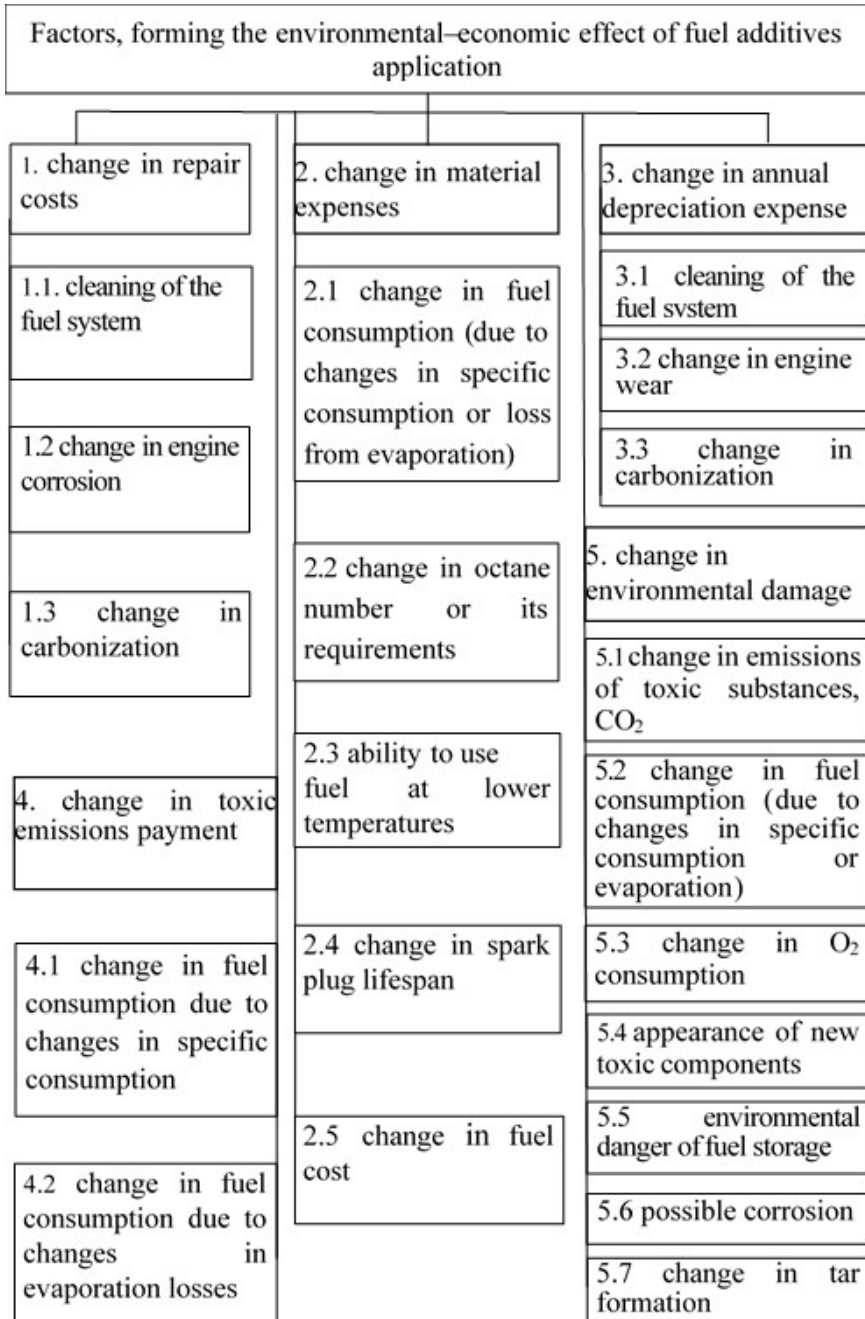 Factors, forming the environmental–economic effect of fuel additives
application
1. change in repair
costs
1.1. cleaning of the
fuel system
1.2 change in engine
corrosion
1.3 change in
carbonization
4. change in toxic
emissions payment
4.1 change in fuel
consumption due to
changes in specific
consumption
4.2 change in fuel
consumption due to
changes in
evaporation losses
2. change in material
expenses
2.1 change in fuel
consumption (due to
changes in specific
consumption or loss
from evaporation)
2.2 change in octane
number or its
requirements
2.3 ability to use
fuel at lower
temperatures
2.4 change in spark
plug lifespan
2.5 change in fuel
cost
3. change in annual
depreciation expense
3.1 cleaning of the
fuel system
3.2 change in engine
wear
3.3 change in
carbonization
5. change in
environmental damage
5.1 change in emissions
of toxic substances,
CO₂
5.2 change in fuel
consumption (due to
changes in specific
consumption or
evaporation)
5.3 change in O₂
consumption
5.4 appearance of new
toxic components
5.5 environmental
danger of fuel storage
5.6 possible corrosion
5.7 change in tar
formation